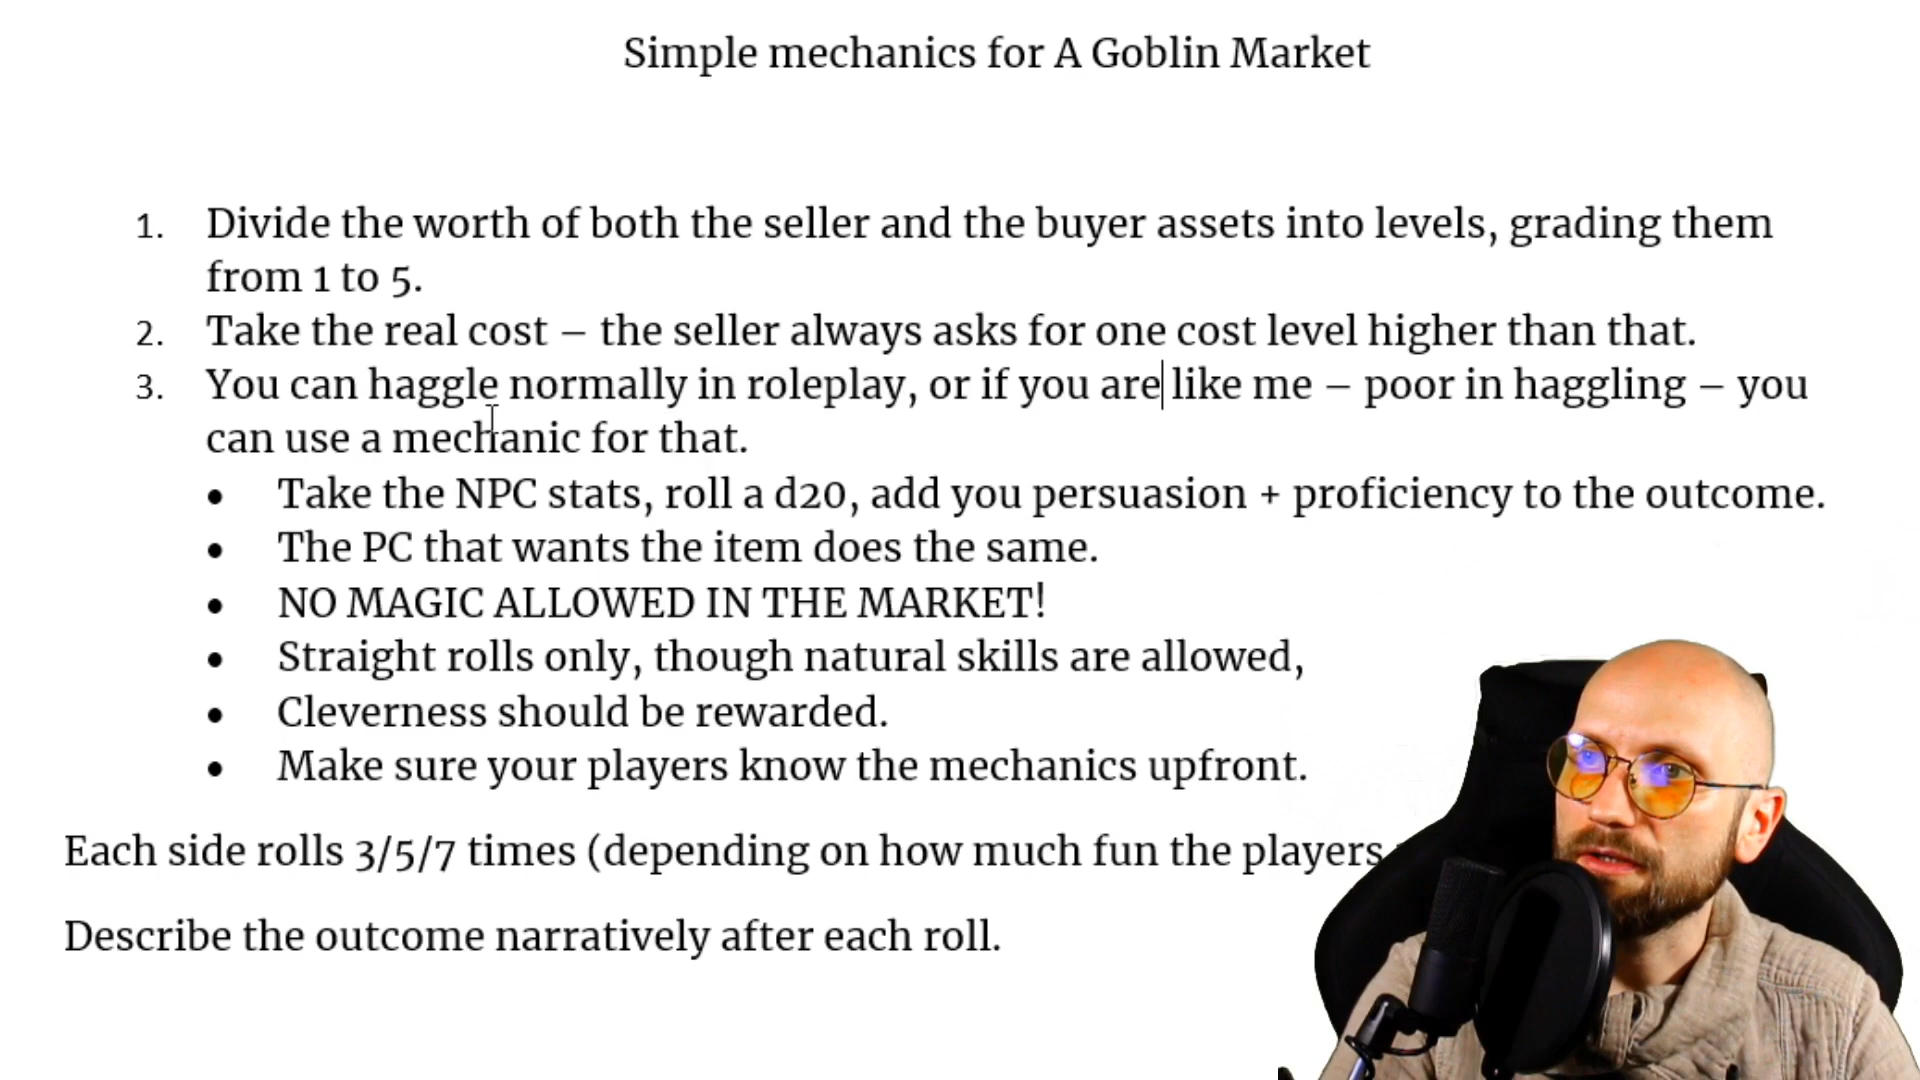 Simple mechanics for A Goblin Market
1. Divide the worth of both the seller and the buyer assets into levels, grading them
from 1 to 5.
2. Take the real cost – the seller always asks for one cost level higher than that.
3. You can haggle normally in roleplay, or if you are like me – poor in haggling – you
can use a mechanic for that.
• Take the NPC stats, roll a d20, add you persuasion + proficiency to the outcome.
• The PC that wants the item does the same.
• NO MAGIC ALLOWED IN THE MARKET!
• Straight rolls only, though natural skills are allowed,
• Cleverness should be rewarded.
• Make sure your players know the mechanics upfront.
Each side rolls 3/5/7 times (depending on how much fun the players
Describe the outcome narratively after each roll.